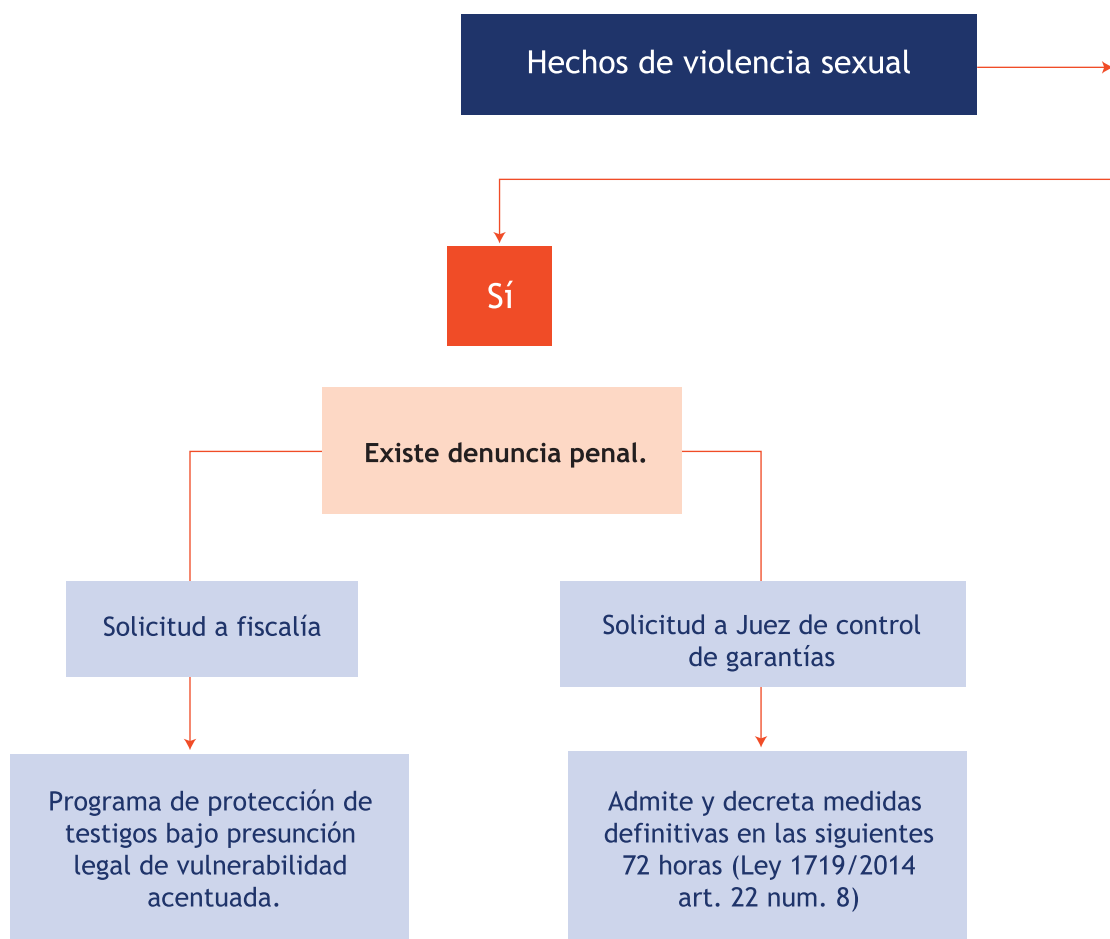 Hechos de violencia sexual
Sí
Existe denuncia penal.
Solicitud a fiscalía
Solicitud a Juez de control
de garantías
Programa de protección de
testigos bajo presunción
legal de vulnerabilidad
acentuada.
Admite y decreta medidas
definitivas en las siguientes
72 horas (Ley 1719/2014
art. 22 num. 8)